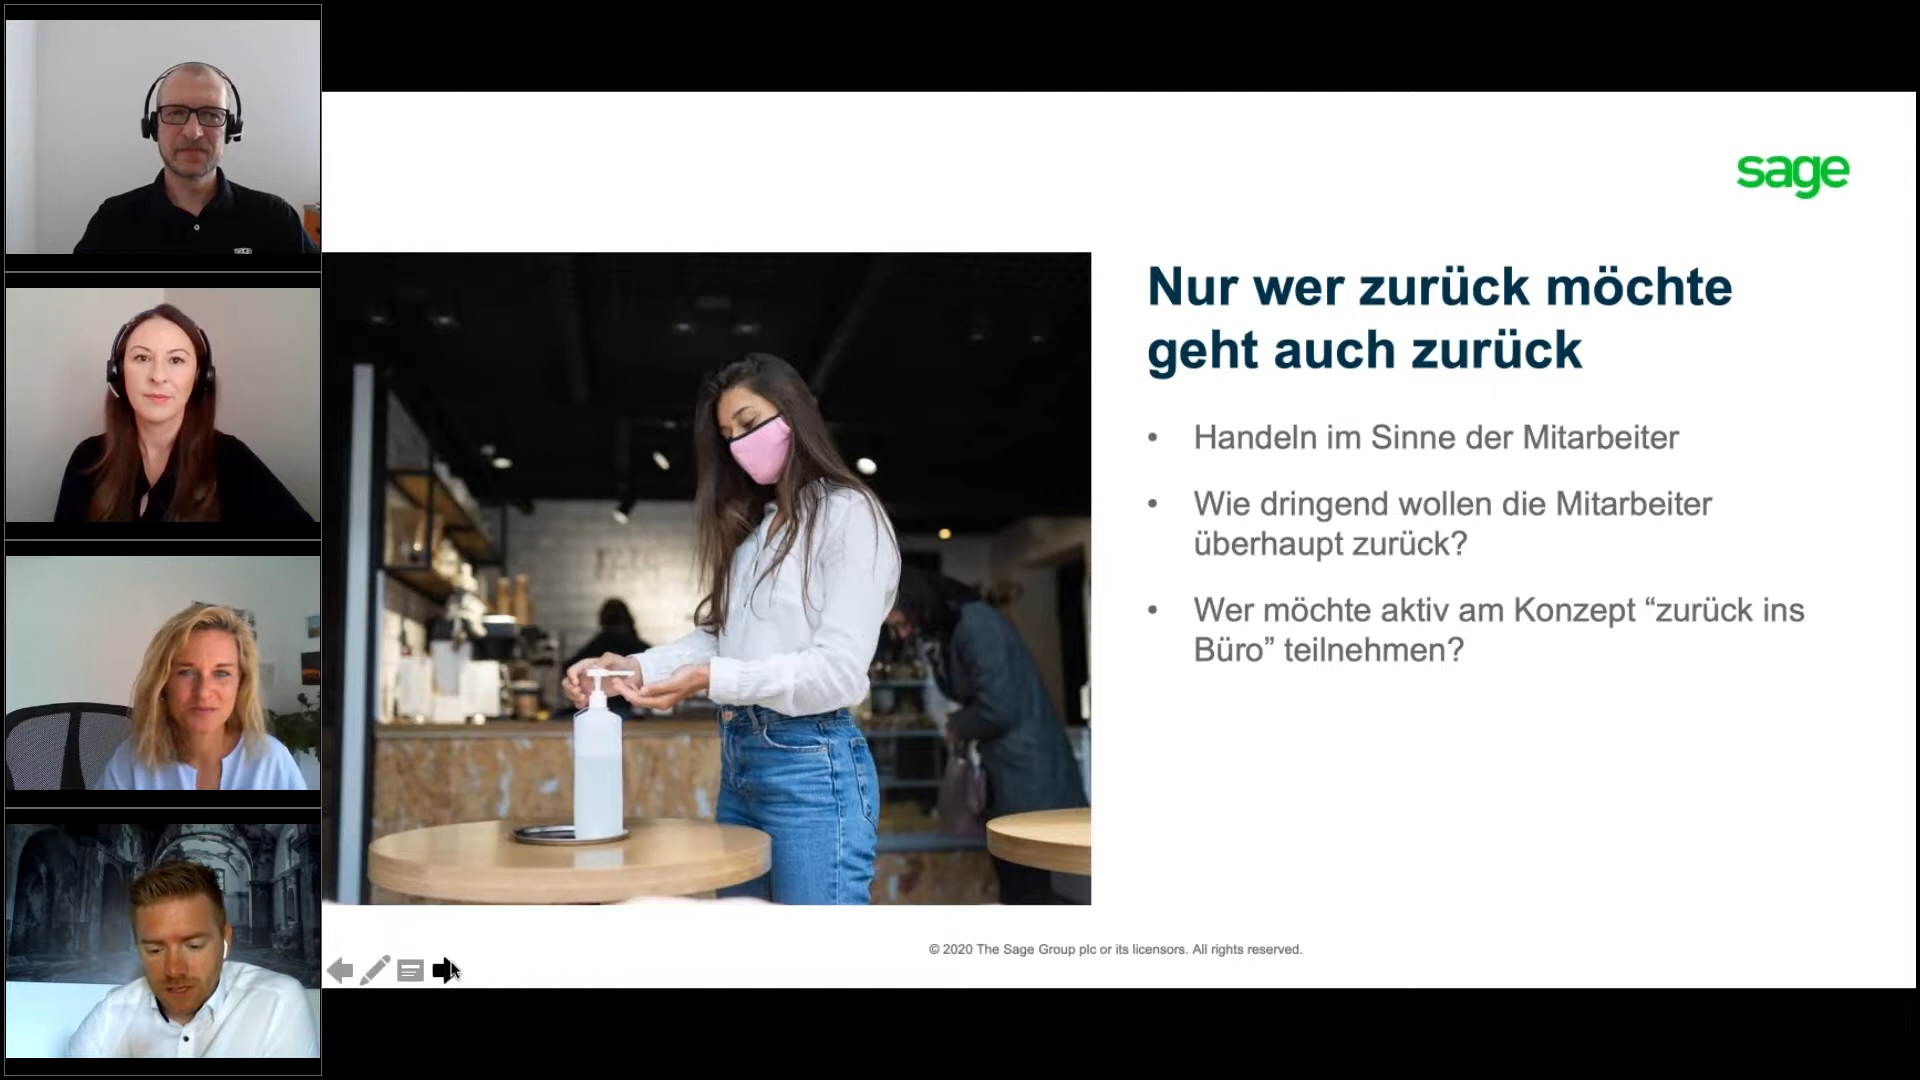 sage
Nur wer zurück möchte
geht auch zurück
• Handeln im Sinne der Mitarbeiter
• Wie dringend wollen die Mitarbeiter
überhaupt zurück?
• Wer möchte aktiv am Konzept “zurück ins
Büro” teilnehmen?
© 2020 The Sage Group plc or its licensors. All rights reserved.
sage